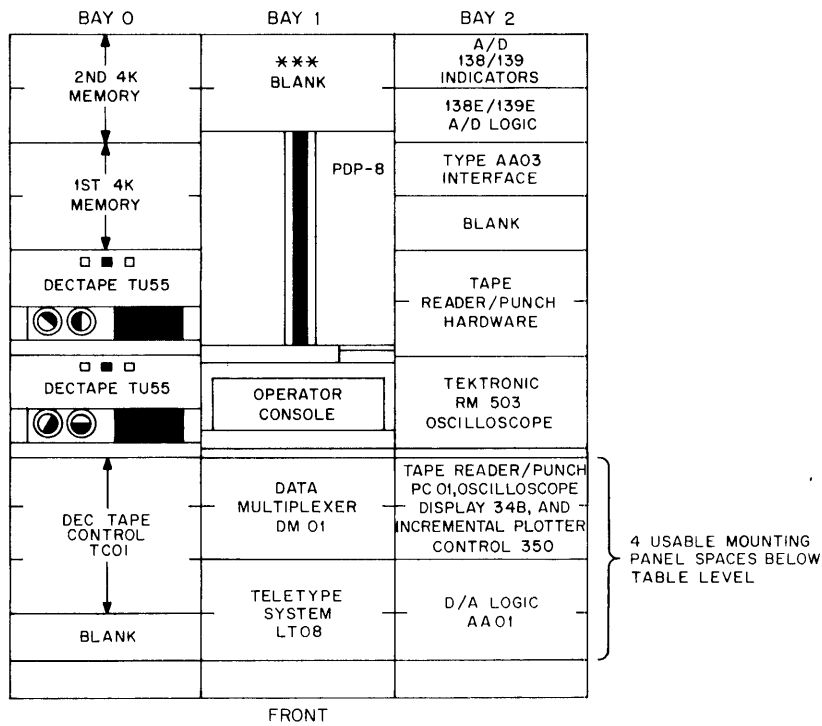 BAY 0
BAY 1
BAY 2
2ND 4K
MEMORY
1ST 4K
MEMORY
DECTAPE TU55
DECTAPE TU55
DEC TAPE
CONTROL
TC01
BLANK
***
BLANK
PDP-8
OPERATOR
CONSOLE
DATA
MULTIPLEXER
DM 01
TELETYPE
SYSTEM
LT08
A/D
138/139
INDICATORS
138E/139E
A/D LOGIC
TYPE AA03
INTERFACE
BLANK
TAPE
READER/PUNCH
HARDWARE
TEKTRONIC
RM 503
OSCILLOSCOPE
TAPE READER/PUNCH
PC 01, OSCILLOSCOPE
DISPLAY 34B, AND
INCREMENTAL PLOTTER
CONTROL 350
D/A LOGIC
AA01
4 USABLE MOUNTING
PANEL SPACES BELOW
TABLE LEVEL
FRONT